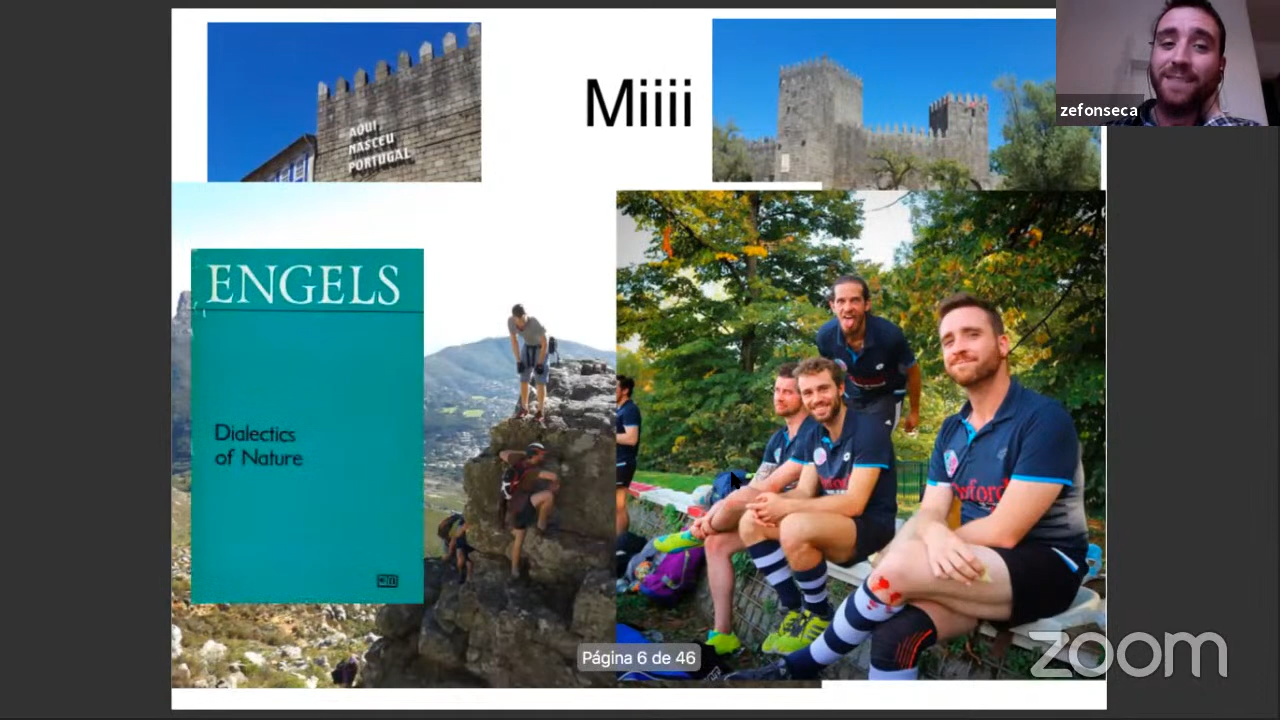 AQUI
NASCEU
PORTUGAL
Miiii
zefonseca
ENGELS
Dialectics
of Nature
Página 6 de 46
zoom